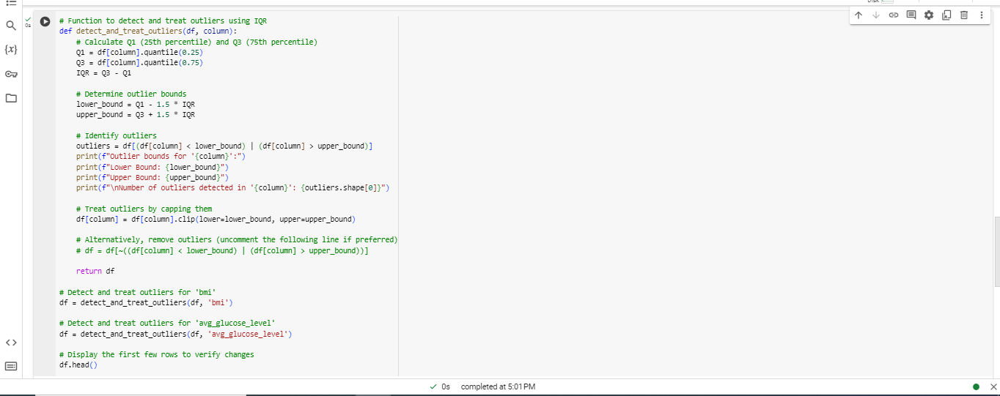 Disk
0s
{x}
# Function to detect and treat outliers using IQR
def detect_and_treat_outliers(df, column):
    # Calculate Q1 (25th percentile) and Q3 (75th percentile)
    Q1 = df[column].quantile(0.25)
    Q3 = df[column].quantile(0.75)
    IQR = Q3 - Q1

    # Determine outlier bounds
    lower_bound = Q1 - 1.5 * IQR
    upper_bound = Q3 + 1.5 * IQR

    # Identify outliers
    outliers = df[(df[column] < lower_bound) | (df[column] > upper_bound)]
    print(f"Outlier bounds for '{column}':")
    print(f"Lower Bound: {lower_bound}")
    print(f"Upper Bound: {upper_bound}")
    print(f"\nNumber of outliers detected in '{column}': {outliers.shape[0]}")

    # Treat outliers by capping them
    df[column] = df[column].clip(lower=lower_bound, upper=upper_bound)

    # Alternatively, remove outliers (uncomment the following line if preferred)
    # df = df[~((df[column] < lower_bound) | (df[column] > upper_bound))]

    return df

# Detect and treat outliers for 'bmi'
df = detect_and_treat_outliers(df, 'bmi')

# Detect and treat outliers for 'avg_glucose_level'
df = detect_and_treat_outliers(df, 'avg_glucose_level')

# Display the first few rows to verify changes
df.head()
0s completed at 5:01 PM